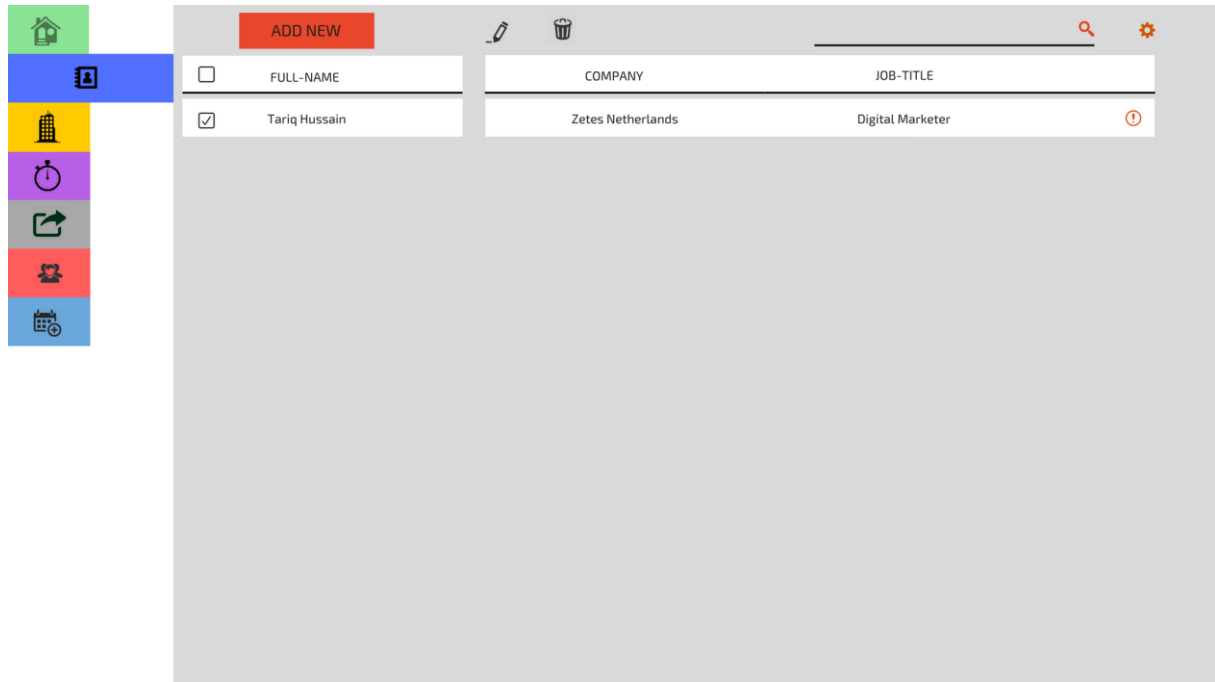 ADD NEW
FULL-NAME COMPANY JOB-TITLE
Tariq Hussain Zetes Netherlands Digital Marketer